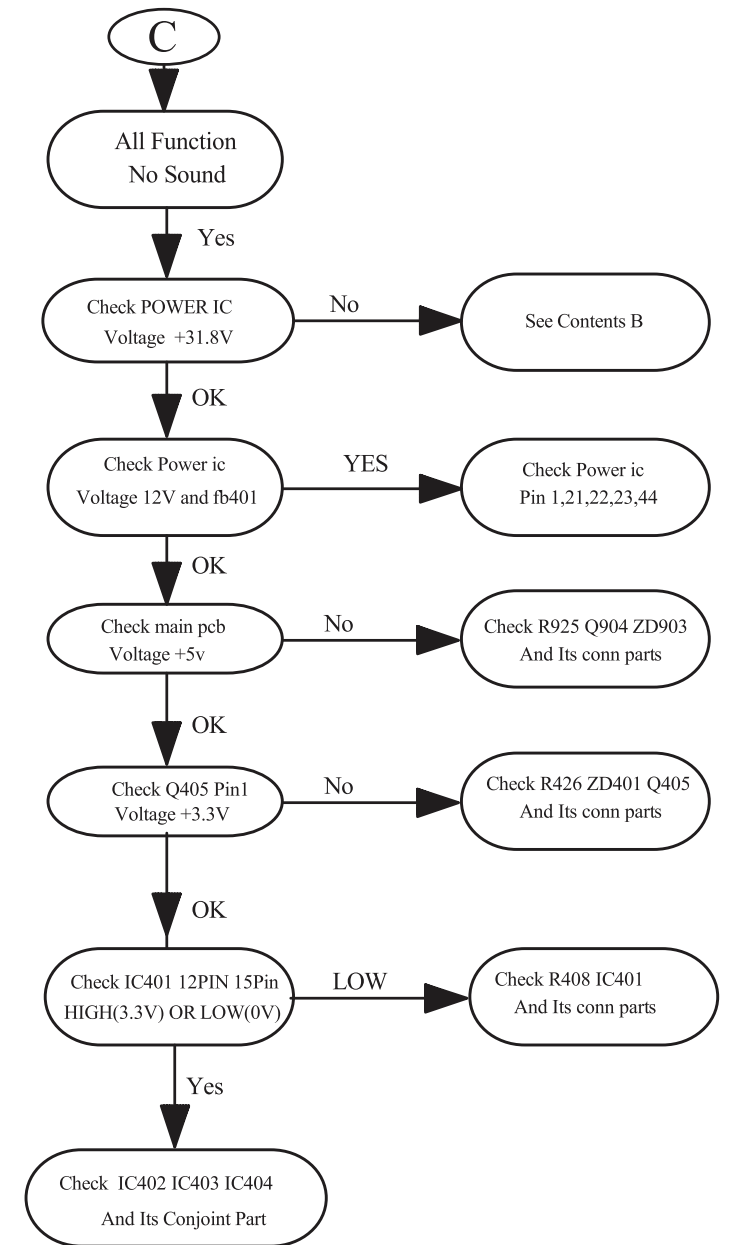 C
All Function
No Sound
Yes
Check POWER IC
Voltage +31.8V
No
See Contents B
OK
Check Power ic
Voltage 12V and fb401
YES
Check Power ic
Pin 1,21,22,23,44
OK
Check main pcb
Voltage +5v
No
Check R925 Q904 ZD903
And Its conn parts
OK
Check Q405 Pin1
Voltage +3.3V
No
Check R426 ZD401 Q405
And Its conn parts
OK
Check IC401 12PIN 15Pin
HIGH(3.3V) OR LOW(0V)
LOW
Check R408 IC401
And Its conn parts
Yes
Check IC402 IC403 IC404
And Its Conjoint Part